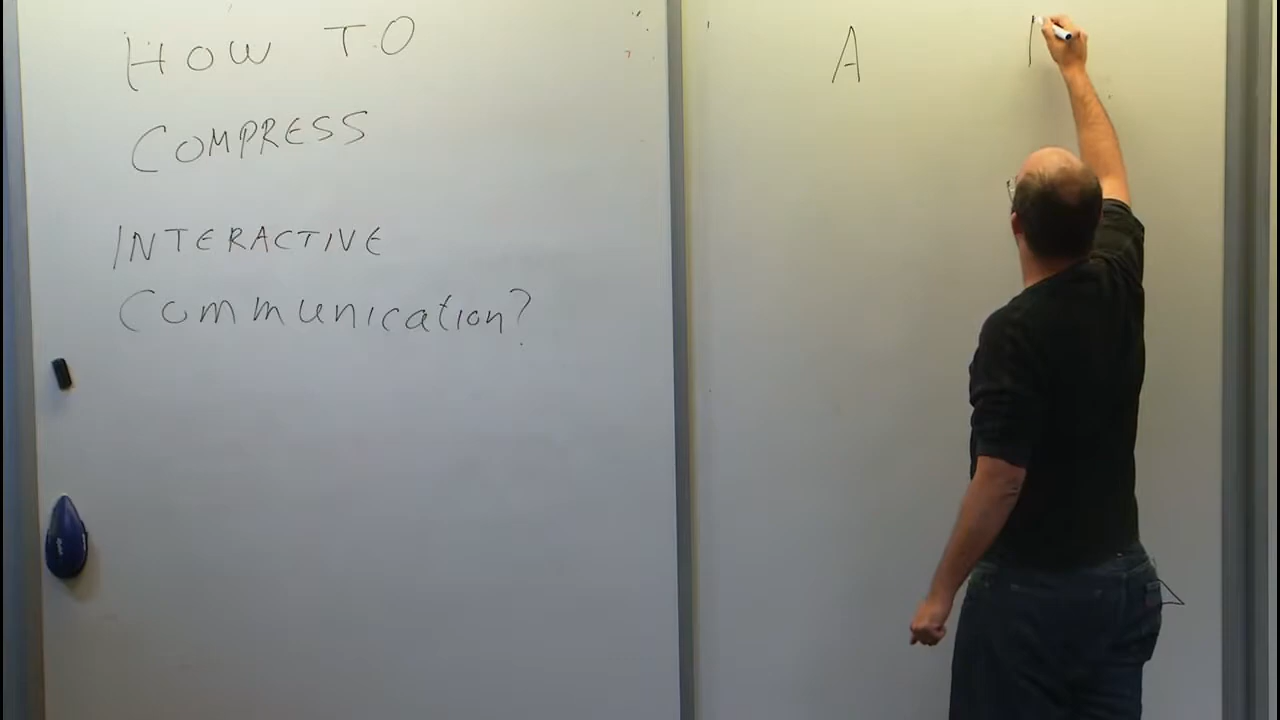 HOW TO
COMPRESS
INTERACTIVE
Communication?
A